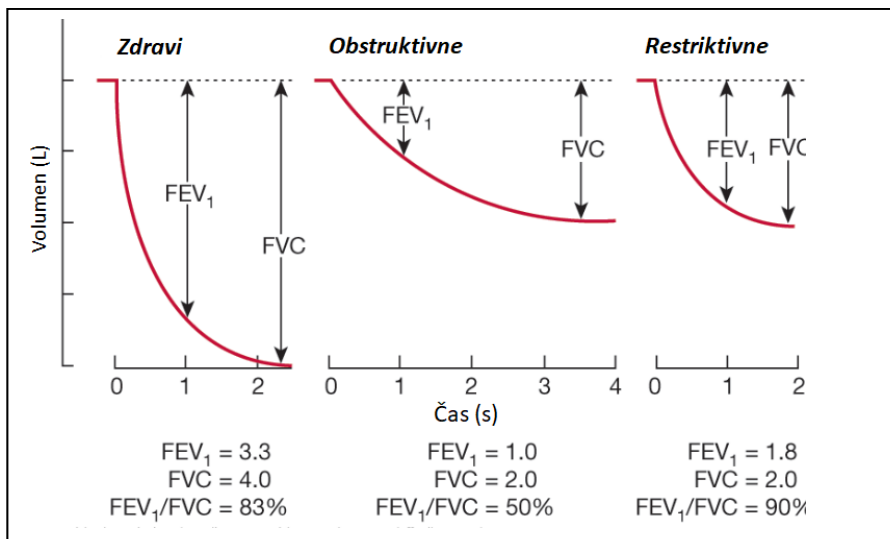 Zdravi
Obstruktivne
Restriktivne
Volumen (L)
FEV1
FVC
FEV1
FVC
FEV1
FVC
0 1 2
0 1 2 3 4
0 1 2
Čas (s)
FEV1 = 3.3
FVC = 4.0
FEV1/FVC = 83%
FEV1 = 1.0
FVC = 2.0
FEV1/FVC = 50%
FEV1 = 1.8
FVC = 2.0
FEV1/FVC = 90%